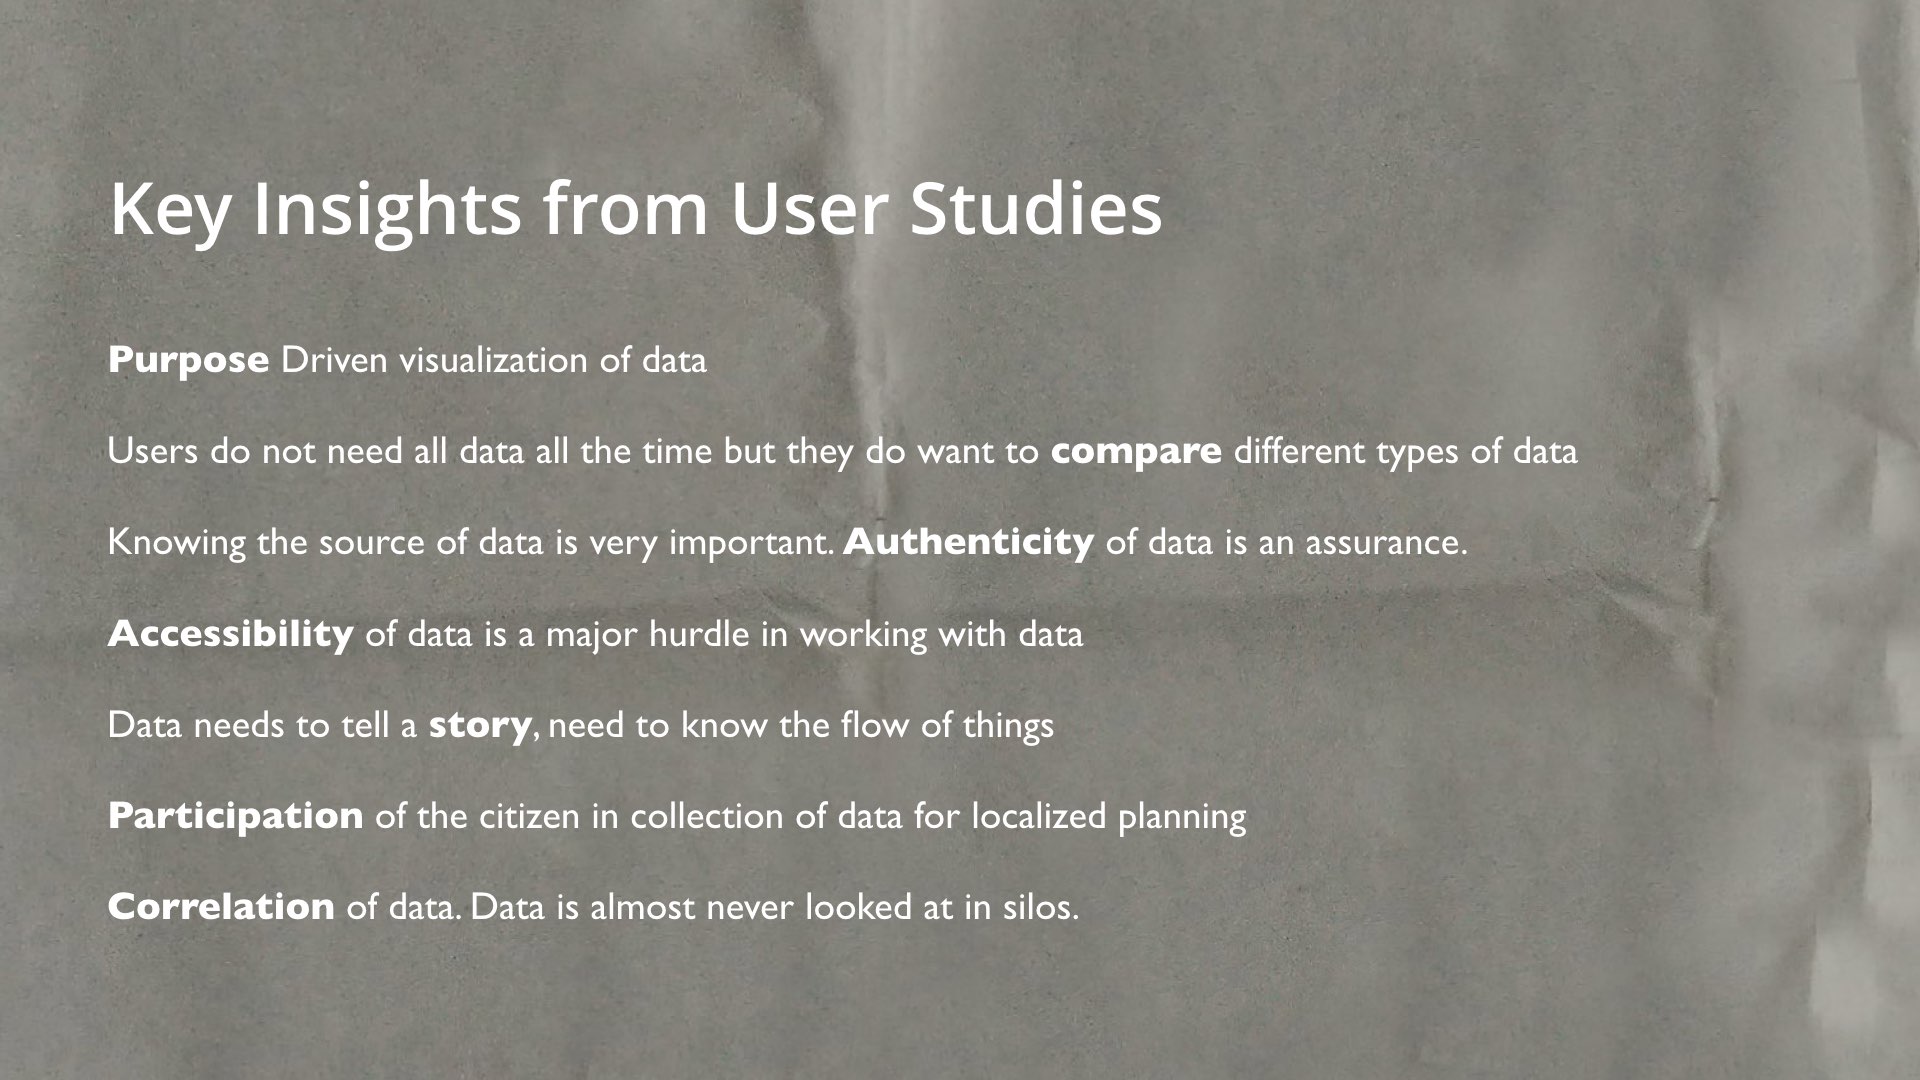 Key Insights from User Studies
Purpose Driven visualization of data
Users do not need all data all the time but they do want to compare different types of data
Knowing the source of data is very important. Authenticity of data is an assurance.
Accessibility of data is a major hurdle in working with data
Data needs to tell a story, need to know the flow of things
Participation of the citizen in collection of data for localized planning
Correlation of data. Data is almost never looked at in silos.